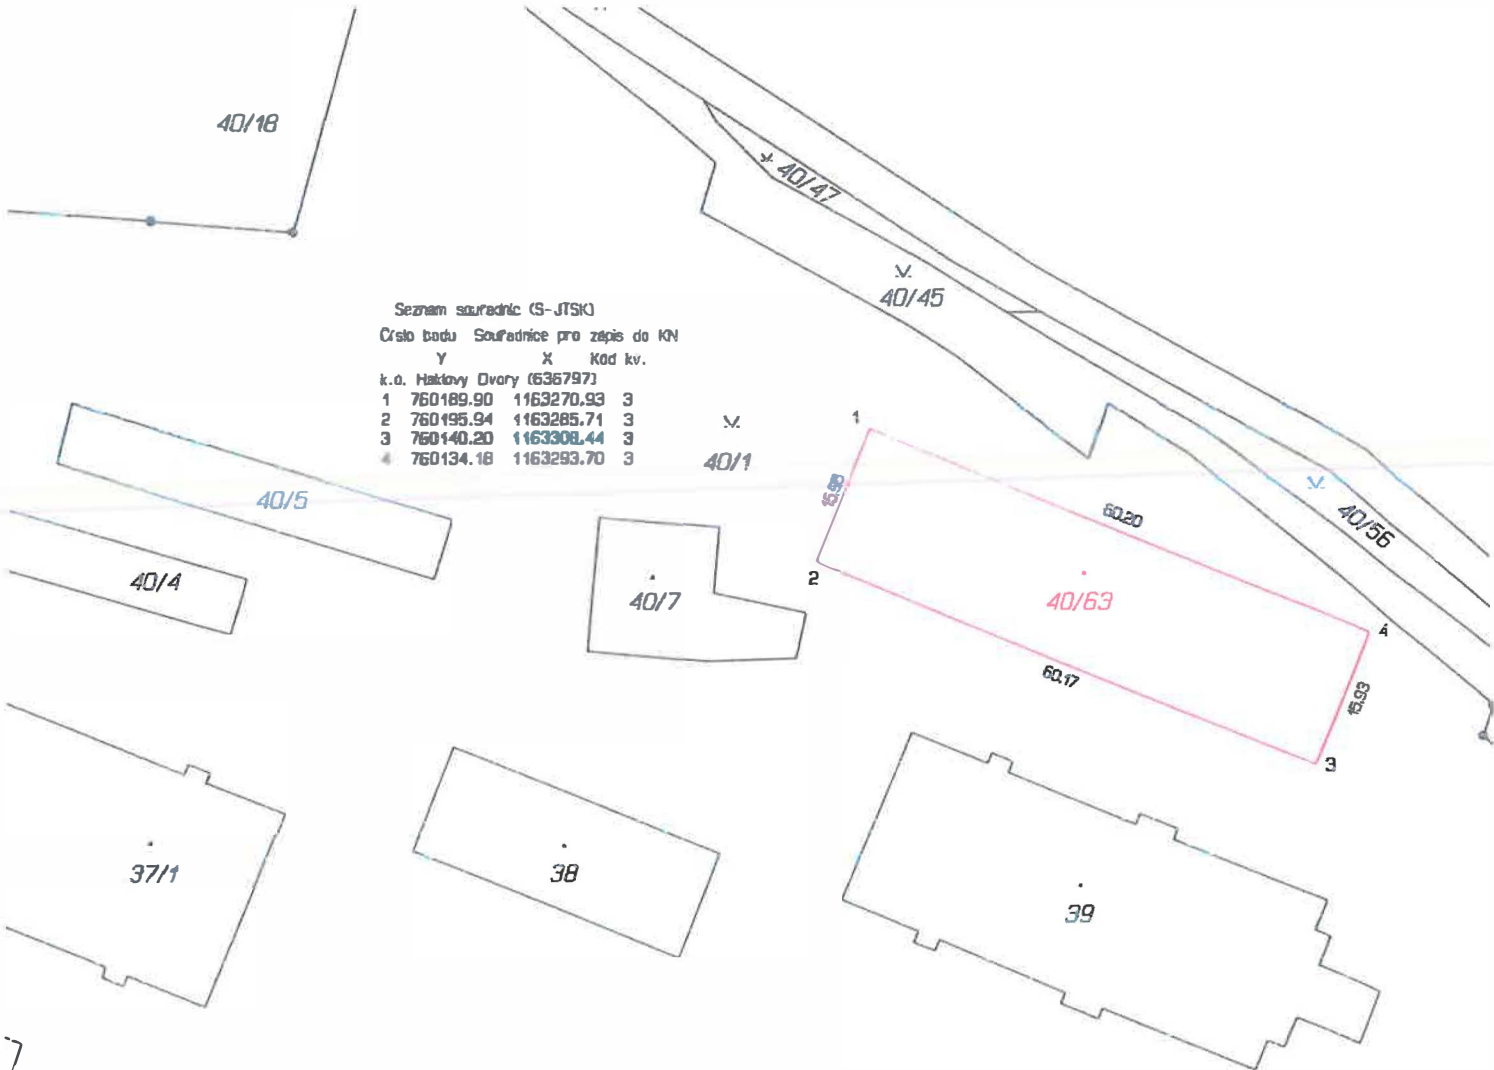 40/18
40/47
40/45
Seznam souřadnic (S-JTSK)
Číslo bodu Souřadnice pro zápis do KN
Y X Kód kv.
k.ú. Haklovy Dvory (636797)
1 760189.90 1163270.93 3
2 760195.94 1163285.71 3
3 760140.20 1163308.44 3
4 760134.18 1163293.70 3
40/1
1
40/5
60.20
40/56
40/4
2
40/7
40/63
4
60.17
15.93
3
37/1
38
39